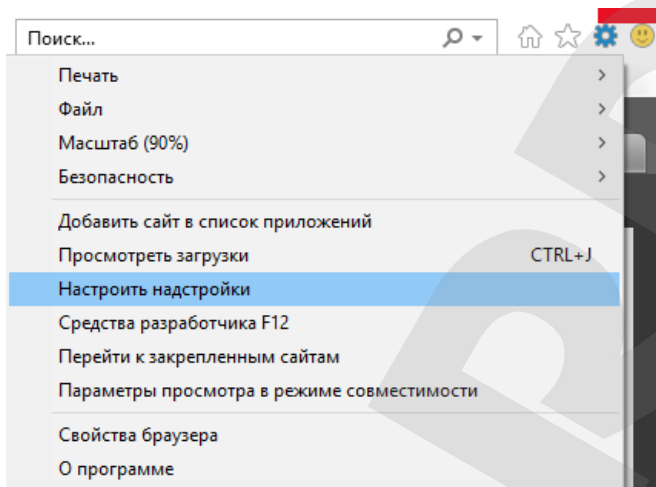 Поиск...
Печать
Файл
Масштаб (90%)
Безопасность
Добавить сайт в список приложений
Просмотреть загрузки CTRL+J
Настроить надстройки
Средства разработчика F12
Перейти к закрепленным сайтам
Параметры просмотра в режиме совместимости
Свойства браузера
О программе